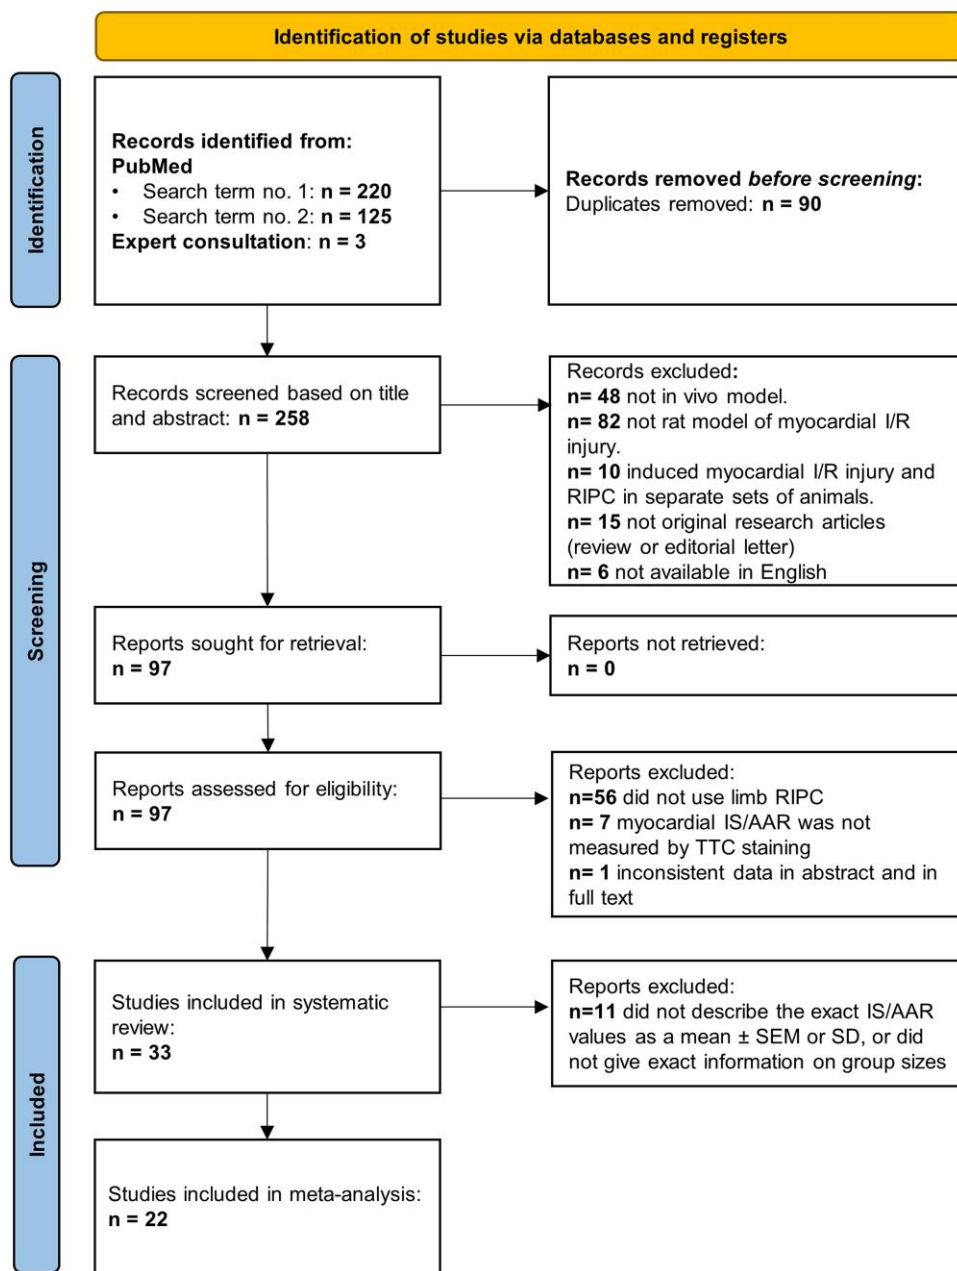 Identification of studies via databases and registers
Identification
Records identified from:
PubMed
• Search term no. 1: n = 220
• Search term no. 2: n = 125
Expert consultation: n = 3
Records removed before screening:
Duplicates removed: n = 90
Screening
Records screened based on title
and abstract: n = 258
Records excluded:
n= 48 not in vivo model.
n= 82 not rat model of myocardial I/R
injury.
n= 10 induced myocardial I/R injury and
RIPC in separate sets of animals.
n= 15 not original research articles
(review or editorial letter)
n= 6 not available in English
Reports sought for retrieval:
n = 97
Reports not retrieved:
n = 0
Reports assessed for eligibility:
n = 97
Reports excluded:
n=56 did not use limb RIPC
n= 7 myocardial IS/AAR was not
measured by TTC staining
n= 1 inconsistent data in abstract and in
full text
Included
Studies included in systematic
review:
n = 33
Reports excluded:
n=11 did not describe the exact IS/AAR
values as a mean ± SEM or SD, or did
not give exact information on group sizes
Studies included in meta-analysis:
n = 22